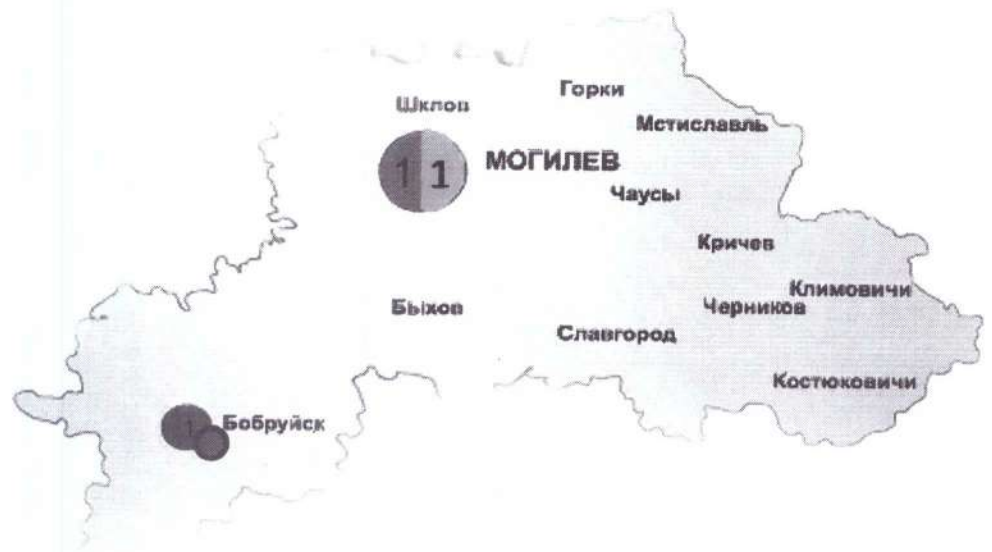 Горки
Шклов
Мстиславль
МОГИЛЕВ
1 1
Чаусы
Кричев
Климовичи
Черников
Быхов
Славгород
Костюковичи
Бобруйск
1